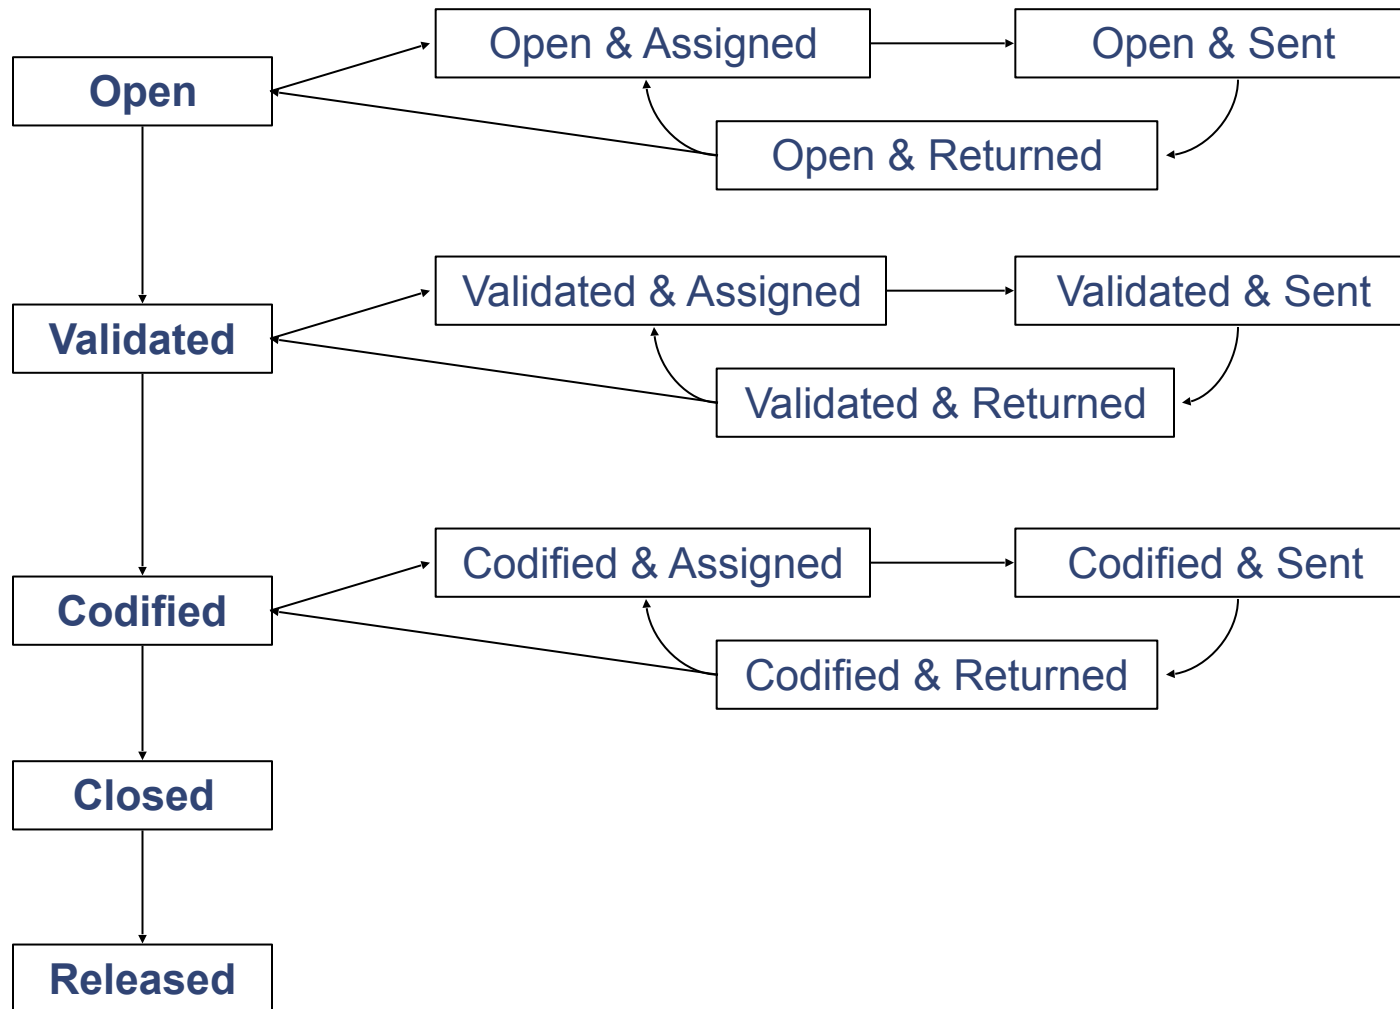 Open & Assigned
Open & Sent
Open
Open & Returned
Validated & Assigned
Validated & Sent
Validated
Validated & Returned
Codified & Assigned
Codified & Sent
Codified
Codified & Returned
Closed
Released